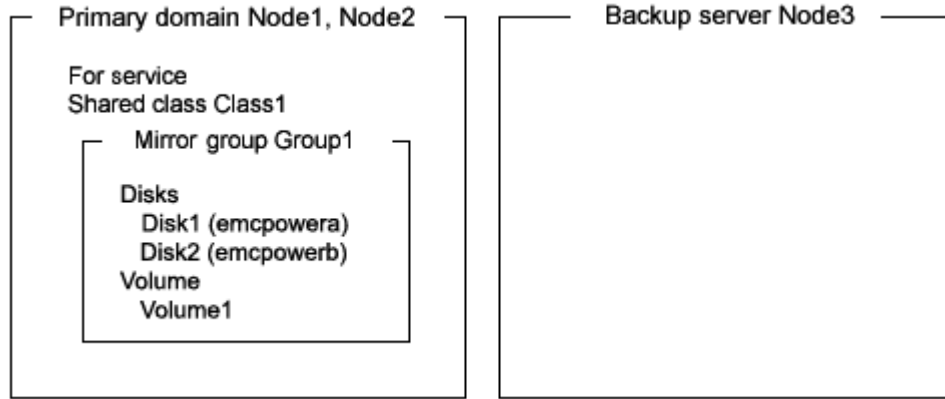 Primary domain Node1, Node2
For service
Shared class Class1
Mirror group Group1
Disks
Disk1 (emcpowera)
Disk2 (emcpowerb)
Volume
Volume1
Backup server Node3